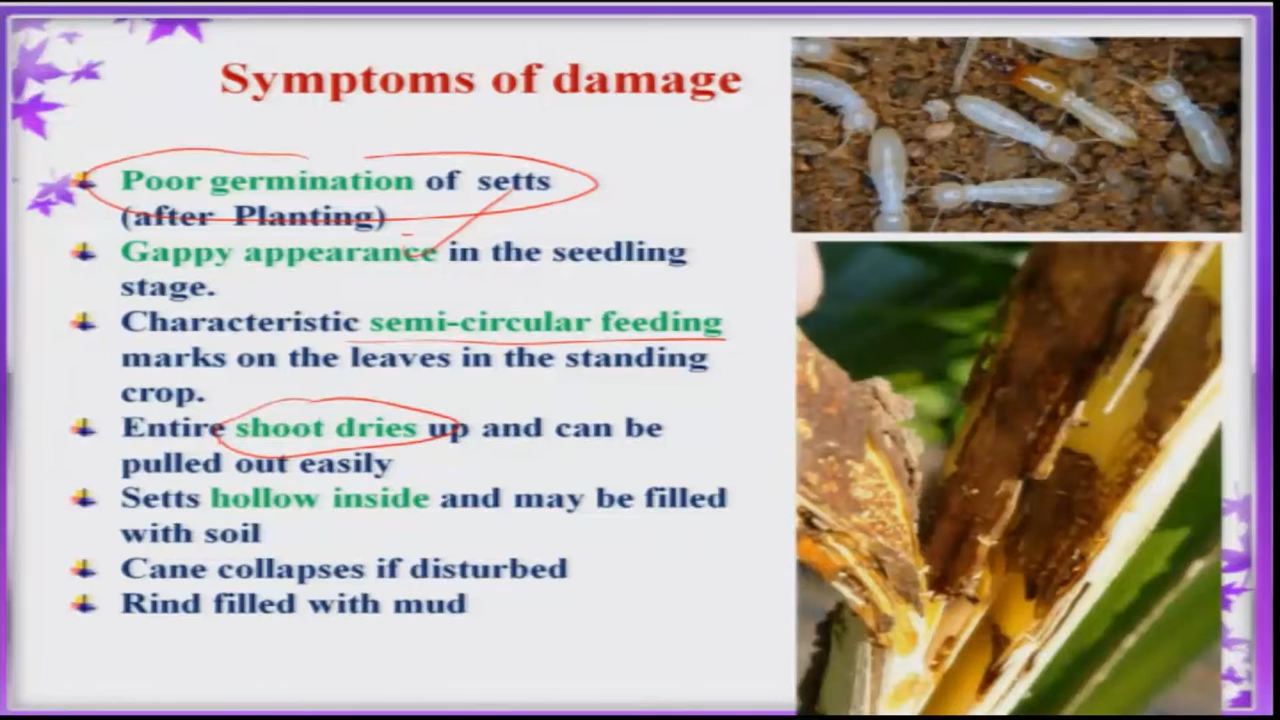 Symptoms of damage
Poor germination of setts
(after Planting)
Gappy appearance in the seedling
stage.
Characteristic semi-circular feeding
marks on the leaves in the standing
crop.
Entire shoot dries up and can be
pulled out easily
Setts hollow inside and may be filled
with soil
Cane collapses if disturbed
Rind filled with mud